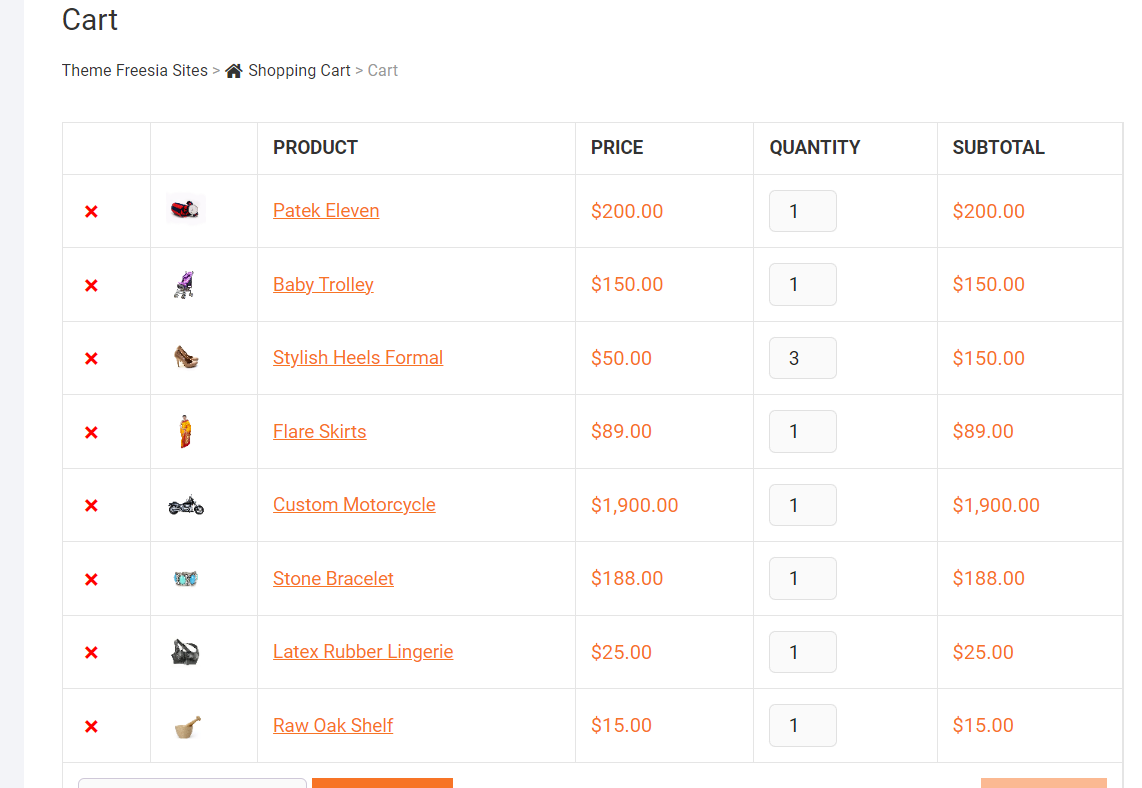 Cart
Theme Freesia Sites > Shopping Cart > Cart
PRODUCT PRICE QUANTITY SUBTOTAL
× Patek Eleven $200.00 1 $200.00
× Baby Trolley $150.00 1 $150.00
× Stylish Heels Formal $50.00 3 $150.00
× Flare Skirts $89.00 1 $89.00
× Custom Motorcycle $1,900.00 1 $1,900.00
× Stone Bracelet $188.00 1 $188.00
× Latex Rubber Lingerie $25.00 1 $25.00
× Raw Oak Shelf $15.00 1 $15.00